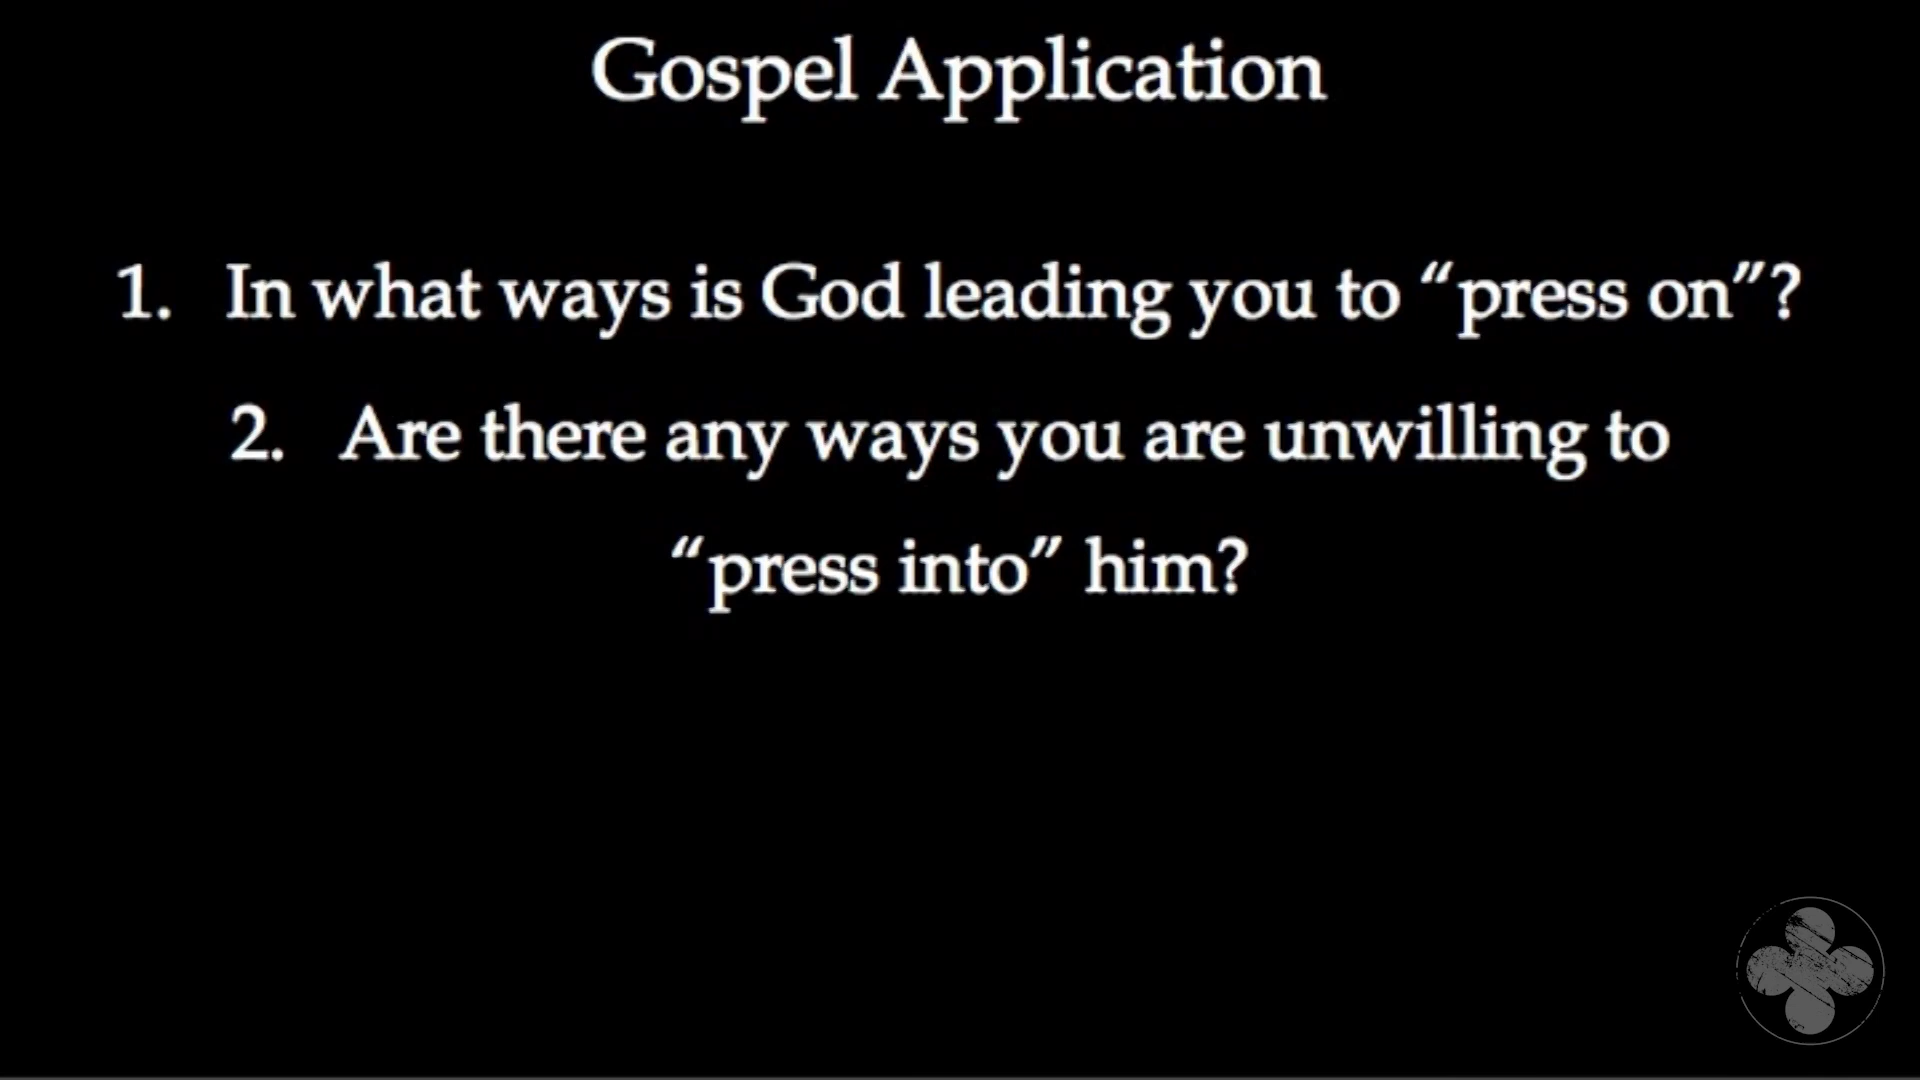 Gospel Application
1. In what ways is God leading you to “press on”?
2. Are there any ways you are unwilling to
“press into” him?